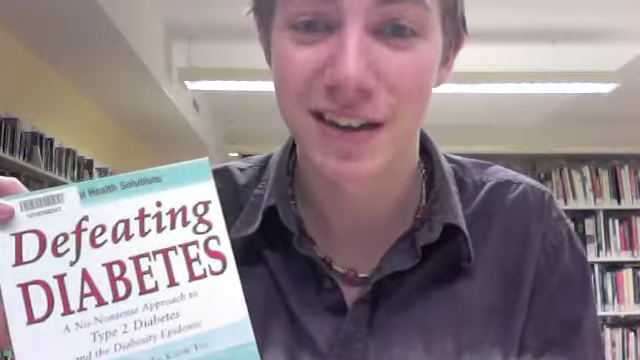 Health Solutions
Defeating
DIABETES
A No-Nonsense Approach to
Type 2 Diabetes
and the Diabesity Epidemic